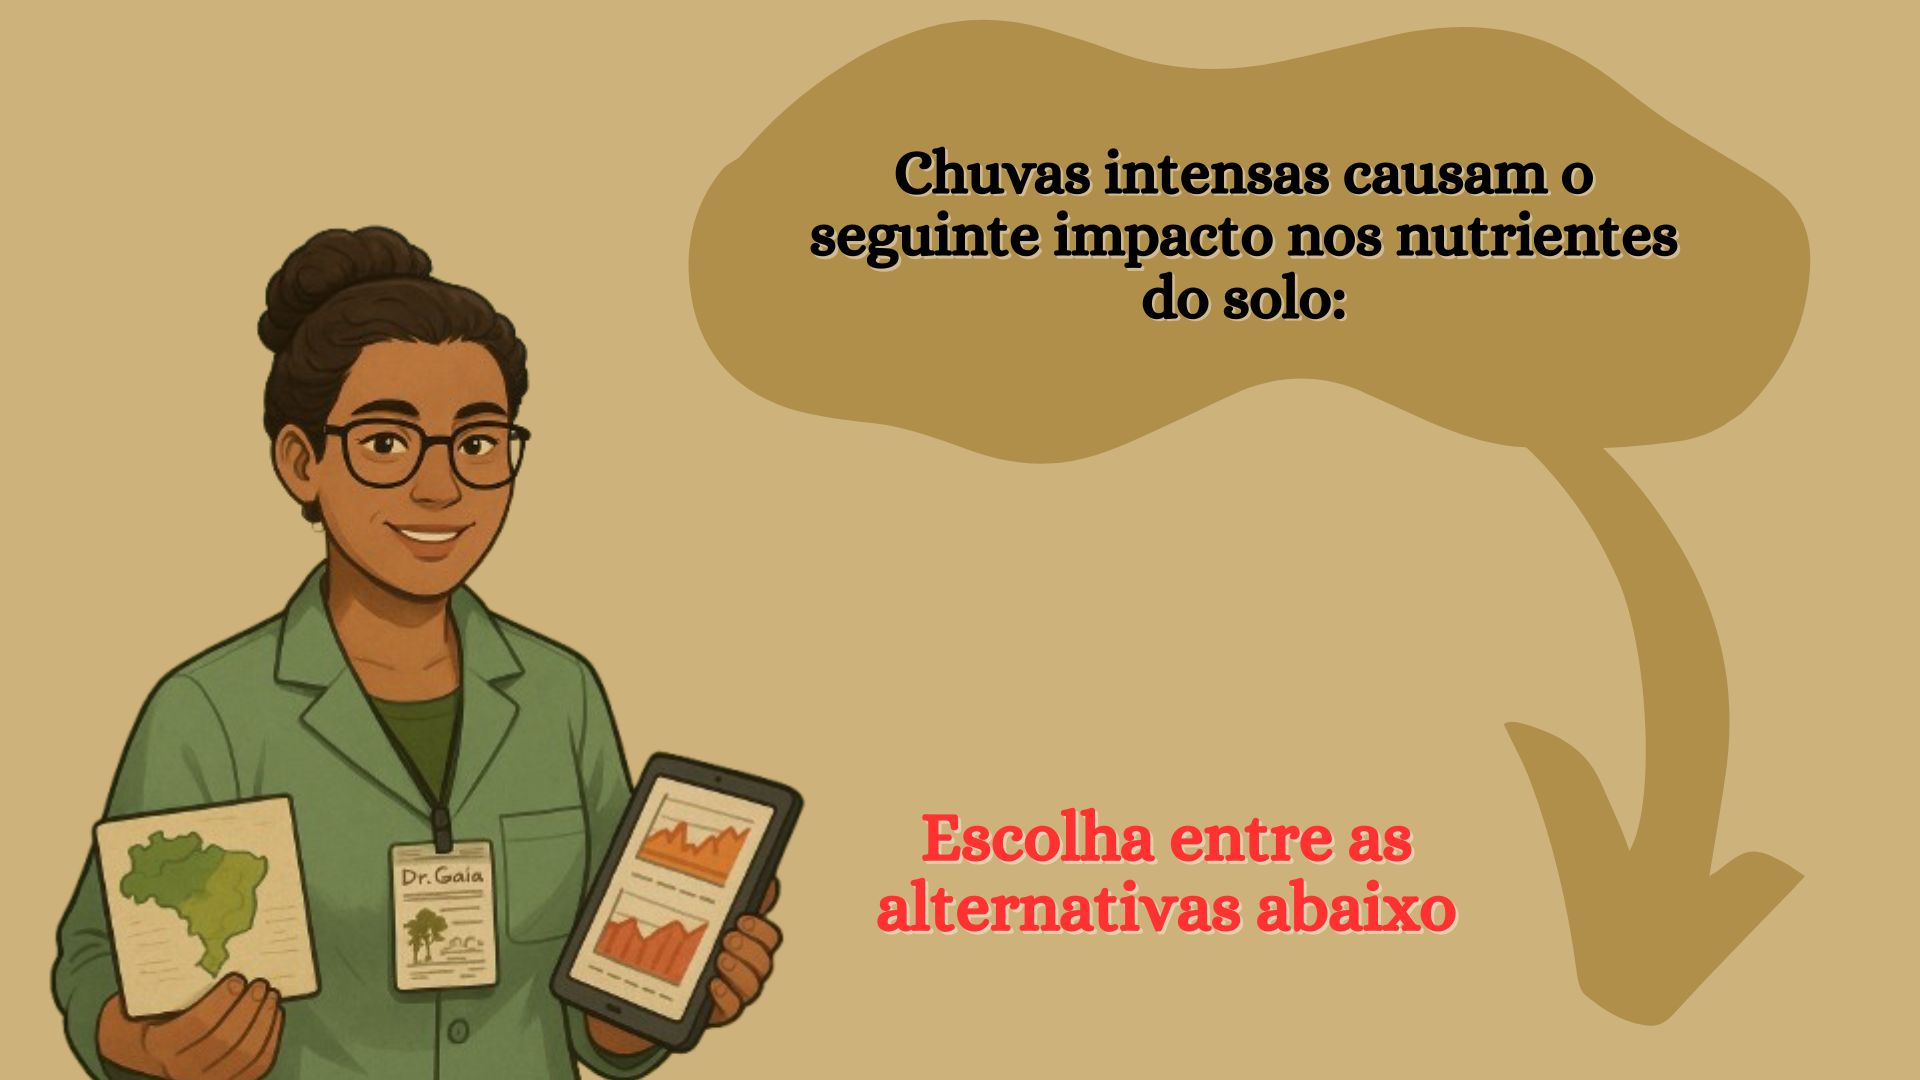 Chuvas intensas causam o
seguinte impacto nos nutrientes
do solo:
Dr. Gaia
Escolha entre as
alternativas abaixo